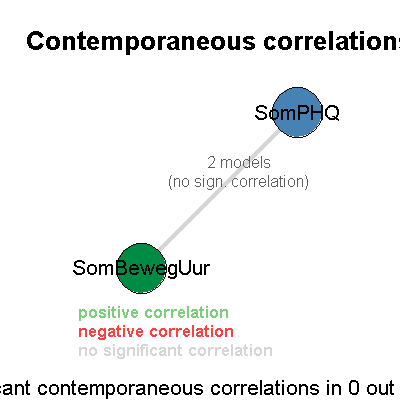 Contemporaneous correlations
SomPHQ
2 models
(no sign. correlation)
SomBewegUur
positive correlation
negative correlation
no significant correlation
cant contemporaneous correlations in 0 out